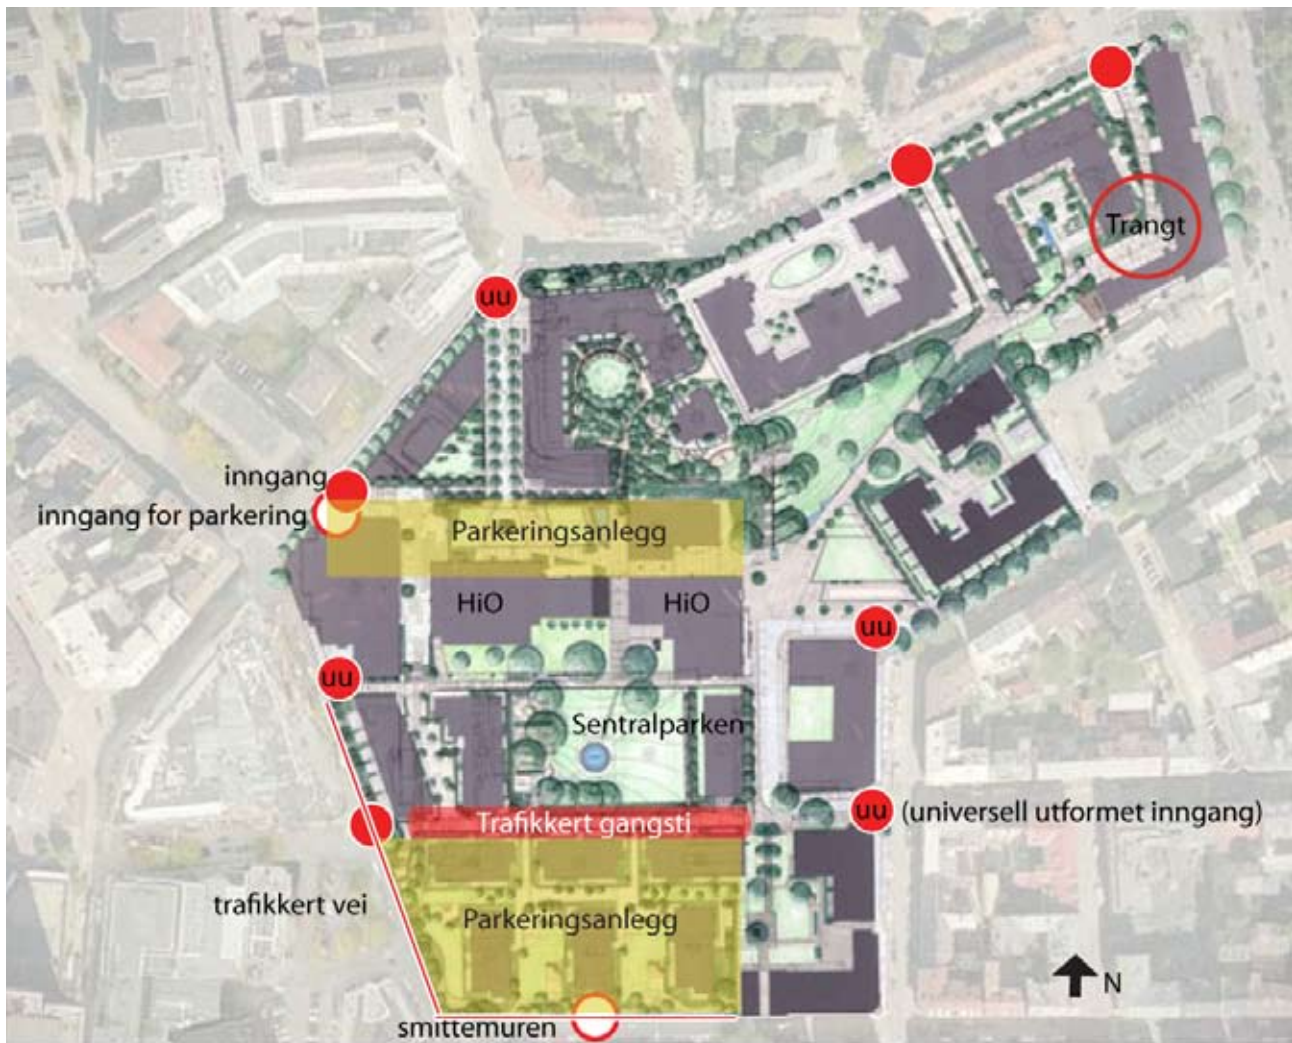 Trangt
uu
inngang
inngang for parkering
Parkeringsanlegg
HiO
HiO
uu
uu
Sentralparken
uu
(universell utformet inngang)
Trafikkert gangsti
trafikkert vei
Parkeringsanlegg
N
smittemuren